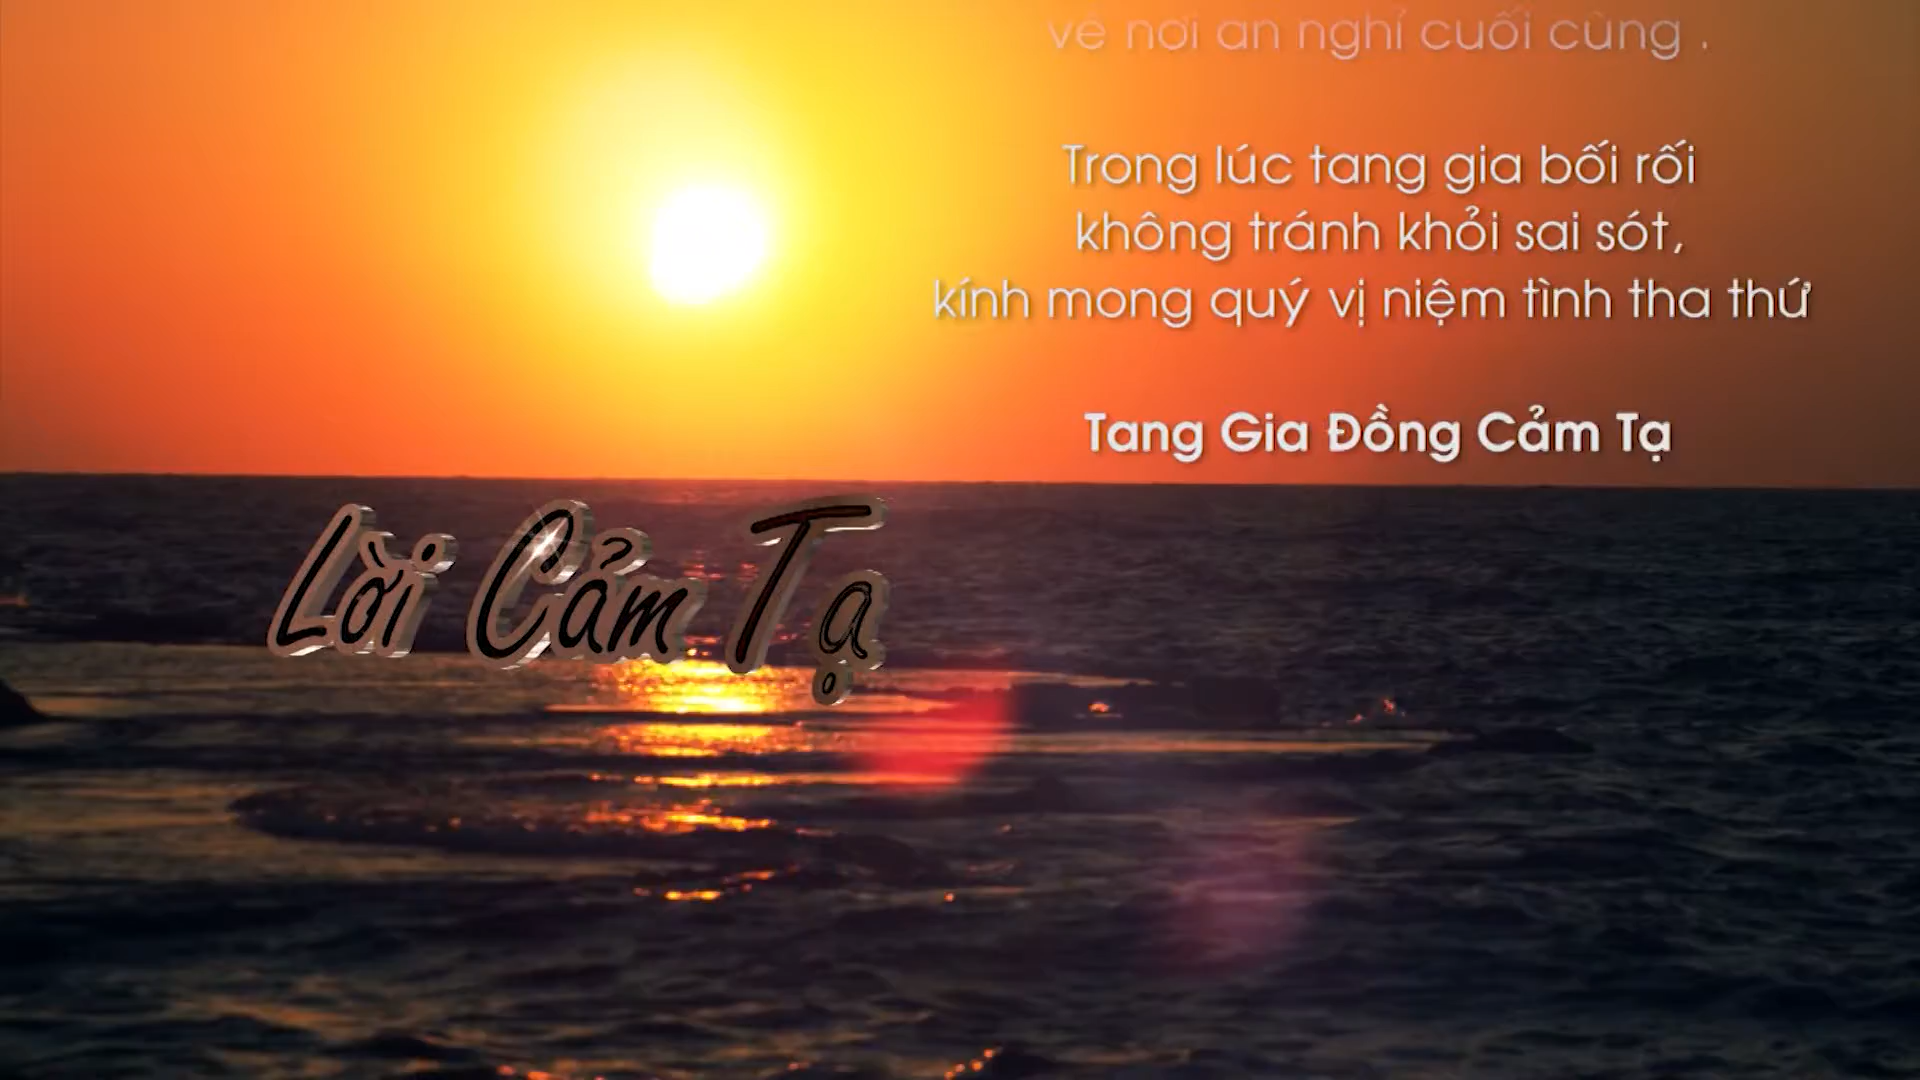 về nơi an nghỉ cuối cùng .
Trong lúc tang gia bối rối
không tránh khỏi sai sót,
kính mong quý vị niệm tình tha thứ
Tang Gia Đồng Cảm Tạ
Lời Cảm Tạ